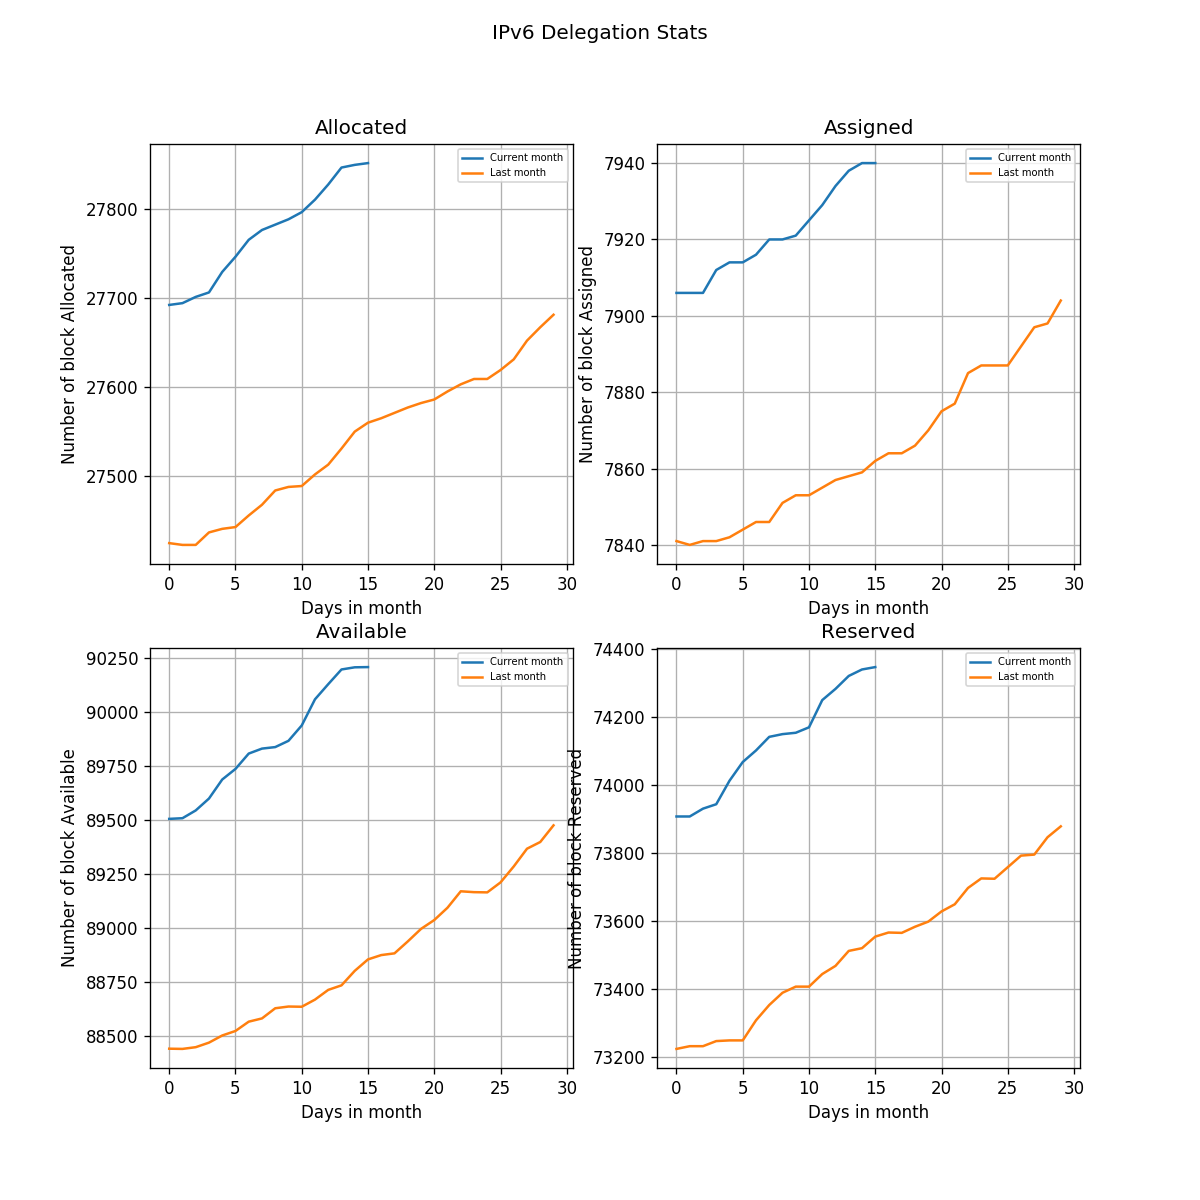 IPv6 Delegation Stats
Allocated
Number of block Allocated
27800
27700
27600
27500
Current month
Last month
0 5 10 15 20 25 30
Days in month
Assigned
Number of block Assigned
7940
7920
7900
7880
7860
7840
Current month
Last month
0 5 10 15 20 25 30
Days in month
Available
Number of block Available
90250
90000
89750
89500
89250
89000
88750
88500
Current month
Last month
0 5 10 15 20 25 30
Days in month
Reserved
Number of block Reserved
74400
74200
74000
73800
73600
73400
73200
Current month
Last month
0 5 10 15 20 25 30
Days in month